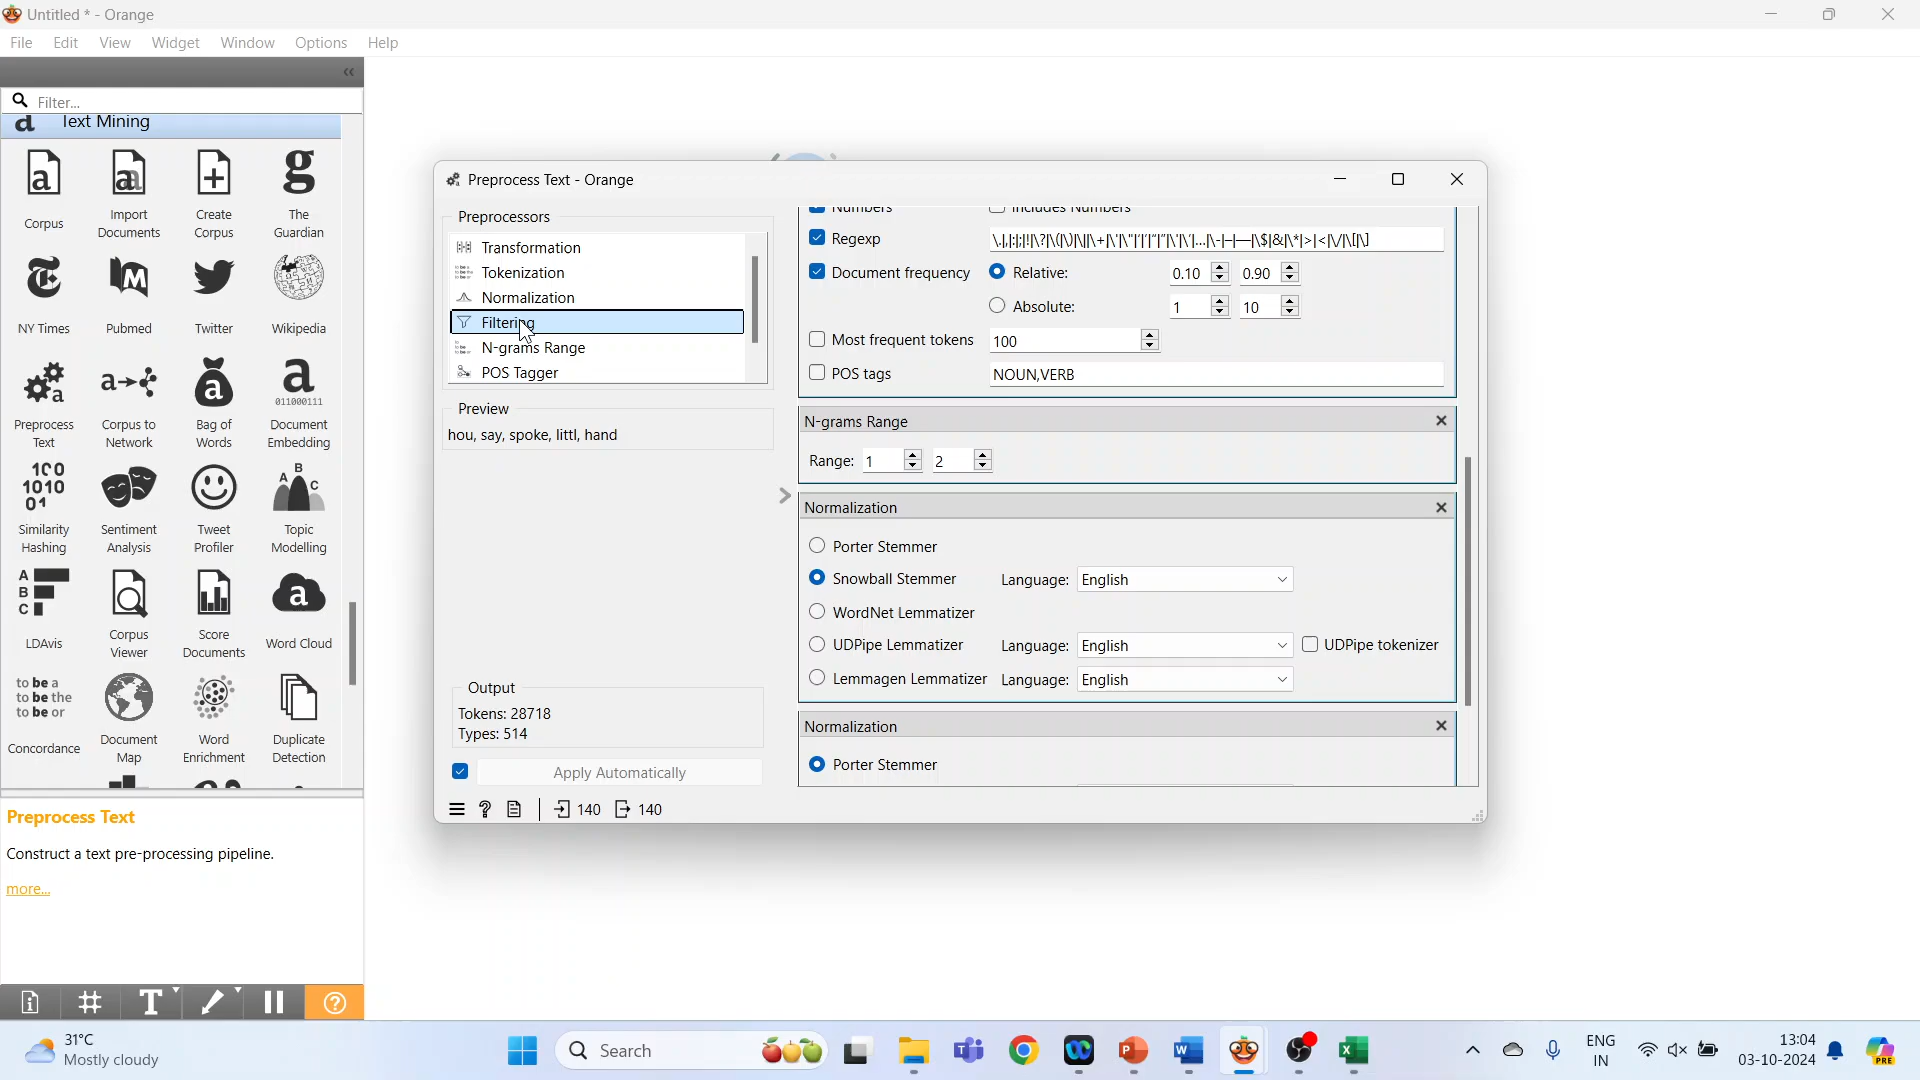 Untitled * - Orange
File Edit View Widget Window Options Help
Filter...
Text Mining
Corpus
Import Documents
Create Corpus
The Guardian
NY Times
Pubmed
Twitter
Wikipedia
Preprocess Text
Corpus to Network
Bag of Words
Document Embedding
Similarity Hashing
Sentiment Analysis
Tweet Profiler
Topic Modelling
LDAvis
Corpus Viewer
Score Documents
Word Cloud
Concordance
Document Map
Word Enrichment
Duplicate Detection
Preprocess Text
Construct a text pre-processing pipeline.
more...
Preprocess Text - Orange
Preprocessors
Transformation
Tokenization
Normalization
Filtering
N-grams Range
POS Tagger
Preview
hou, say, spoke, littl, hand
Output
Tokens: 28718
Types: 514
Apply Automatically
140 140
Numbers Includes Numbers
Regexp
Document frequency Relative: 0.10 0.90
Absolute: 1 10
Most frequent tokens 100
POS tags NOUN,VERB
N-grams Range
Range: 1 2
Normalization
Porter Stemmer
Snowball Stemmer Language: English
WordNet Lemmatizer
UDPipe Lemmatizer Language: English UDPipe tokenizer
Lemmagen Lemmatizer Language: English
Normalization
Porter Stemmer
31°C
Mostly cloudy
Search
ENG
IN
13:04
03-10-2024